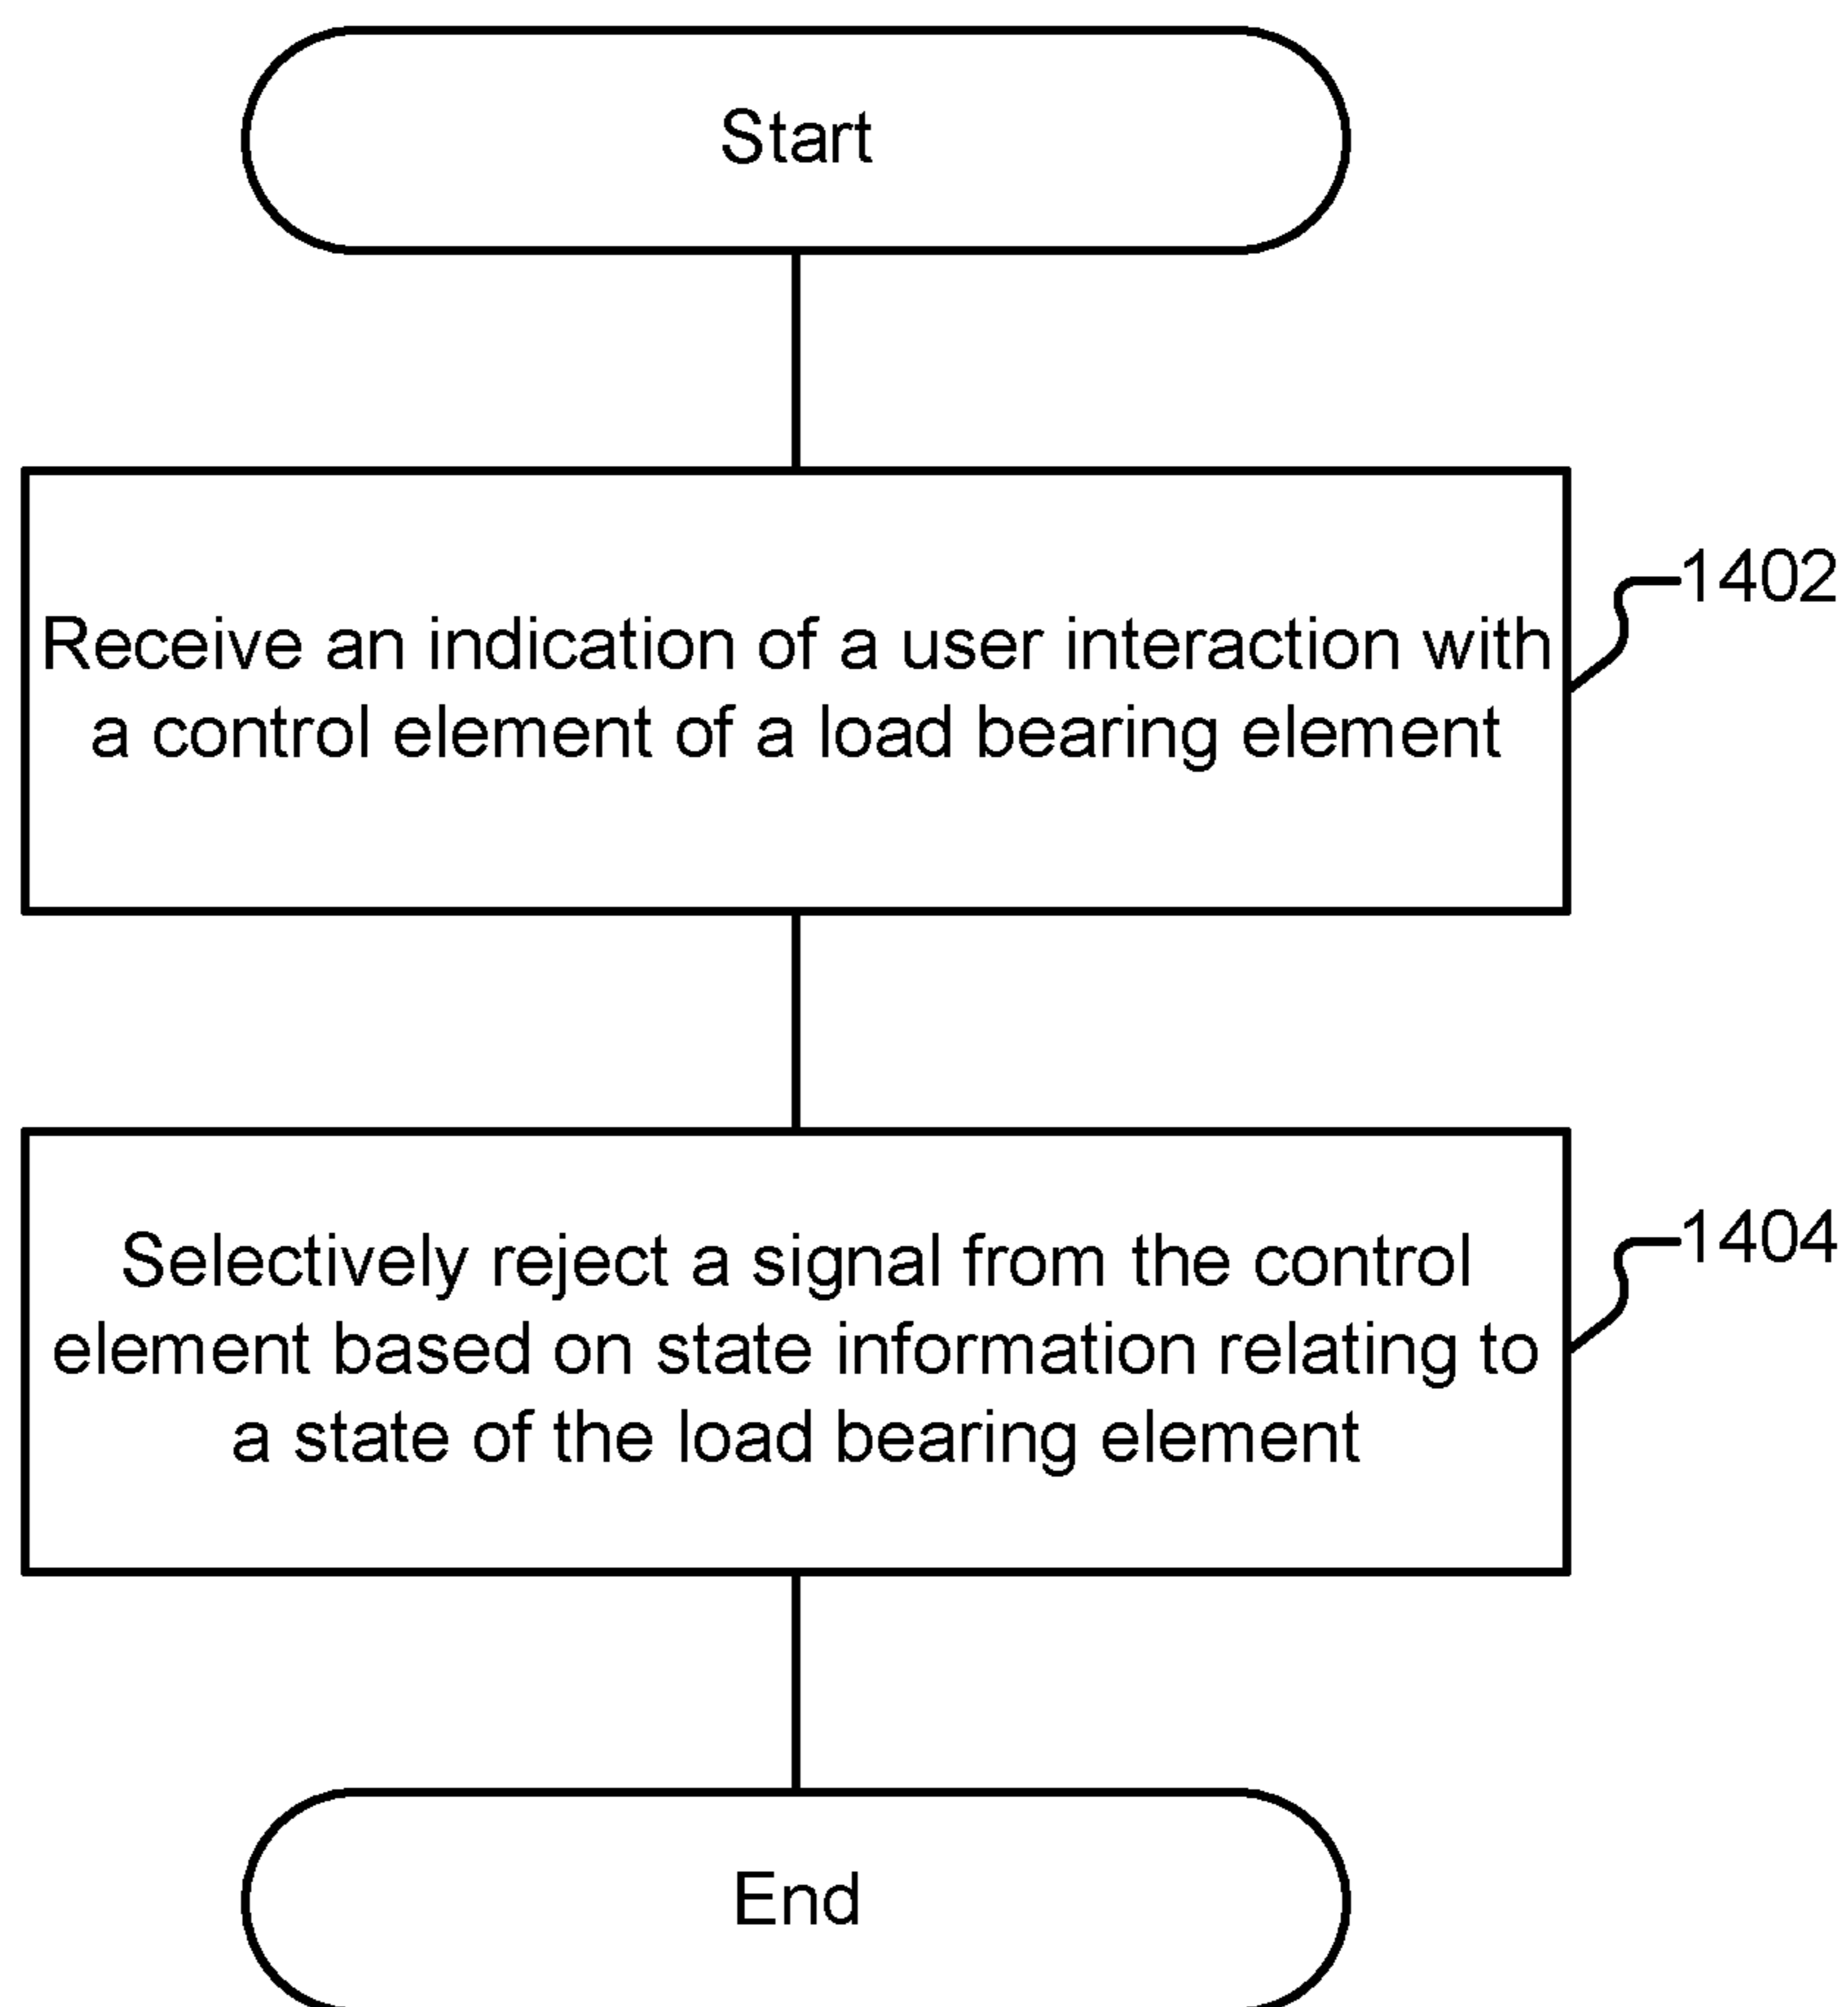 Start
1402
Receive an indication of a user interaction with
a control element of a load bearing element
1404
Selectively reject a signal from the control
element based on state information relating to
a state of the load bearing element
End